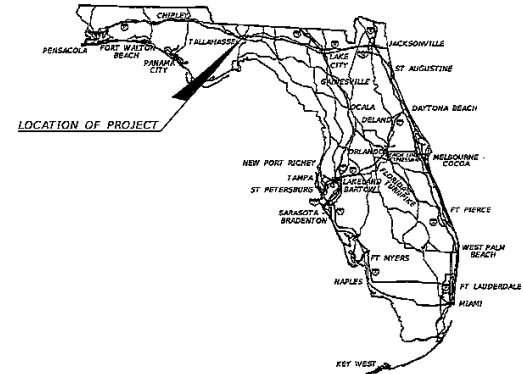 CHIPLEY
PENSACOLA
FORT WALTON
BEACH
PANAMA
CITY
TALLAHASSEE
LAKE
CITY
JACKSONVILLE
ST AUGUSTINE
GAINESVILLE
OCALA
DAYTONA BEACH
DELAND
LOCATION OF PROJECT
ORLANDO
NEW PORT RICHEY
MELBOURNE -
COCOA
TAMPA
LAKELAND
ST PETERSBURG
BARTOW
FLORIDA'S
TURNPIKE
SARASOTA -
BRADENTON
FT PIERCE
WEST PALM
BEACH
FT MYERS
NAPLES
FT LAUDERDALE
MIAMI
KEY WEST